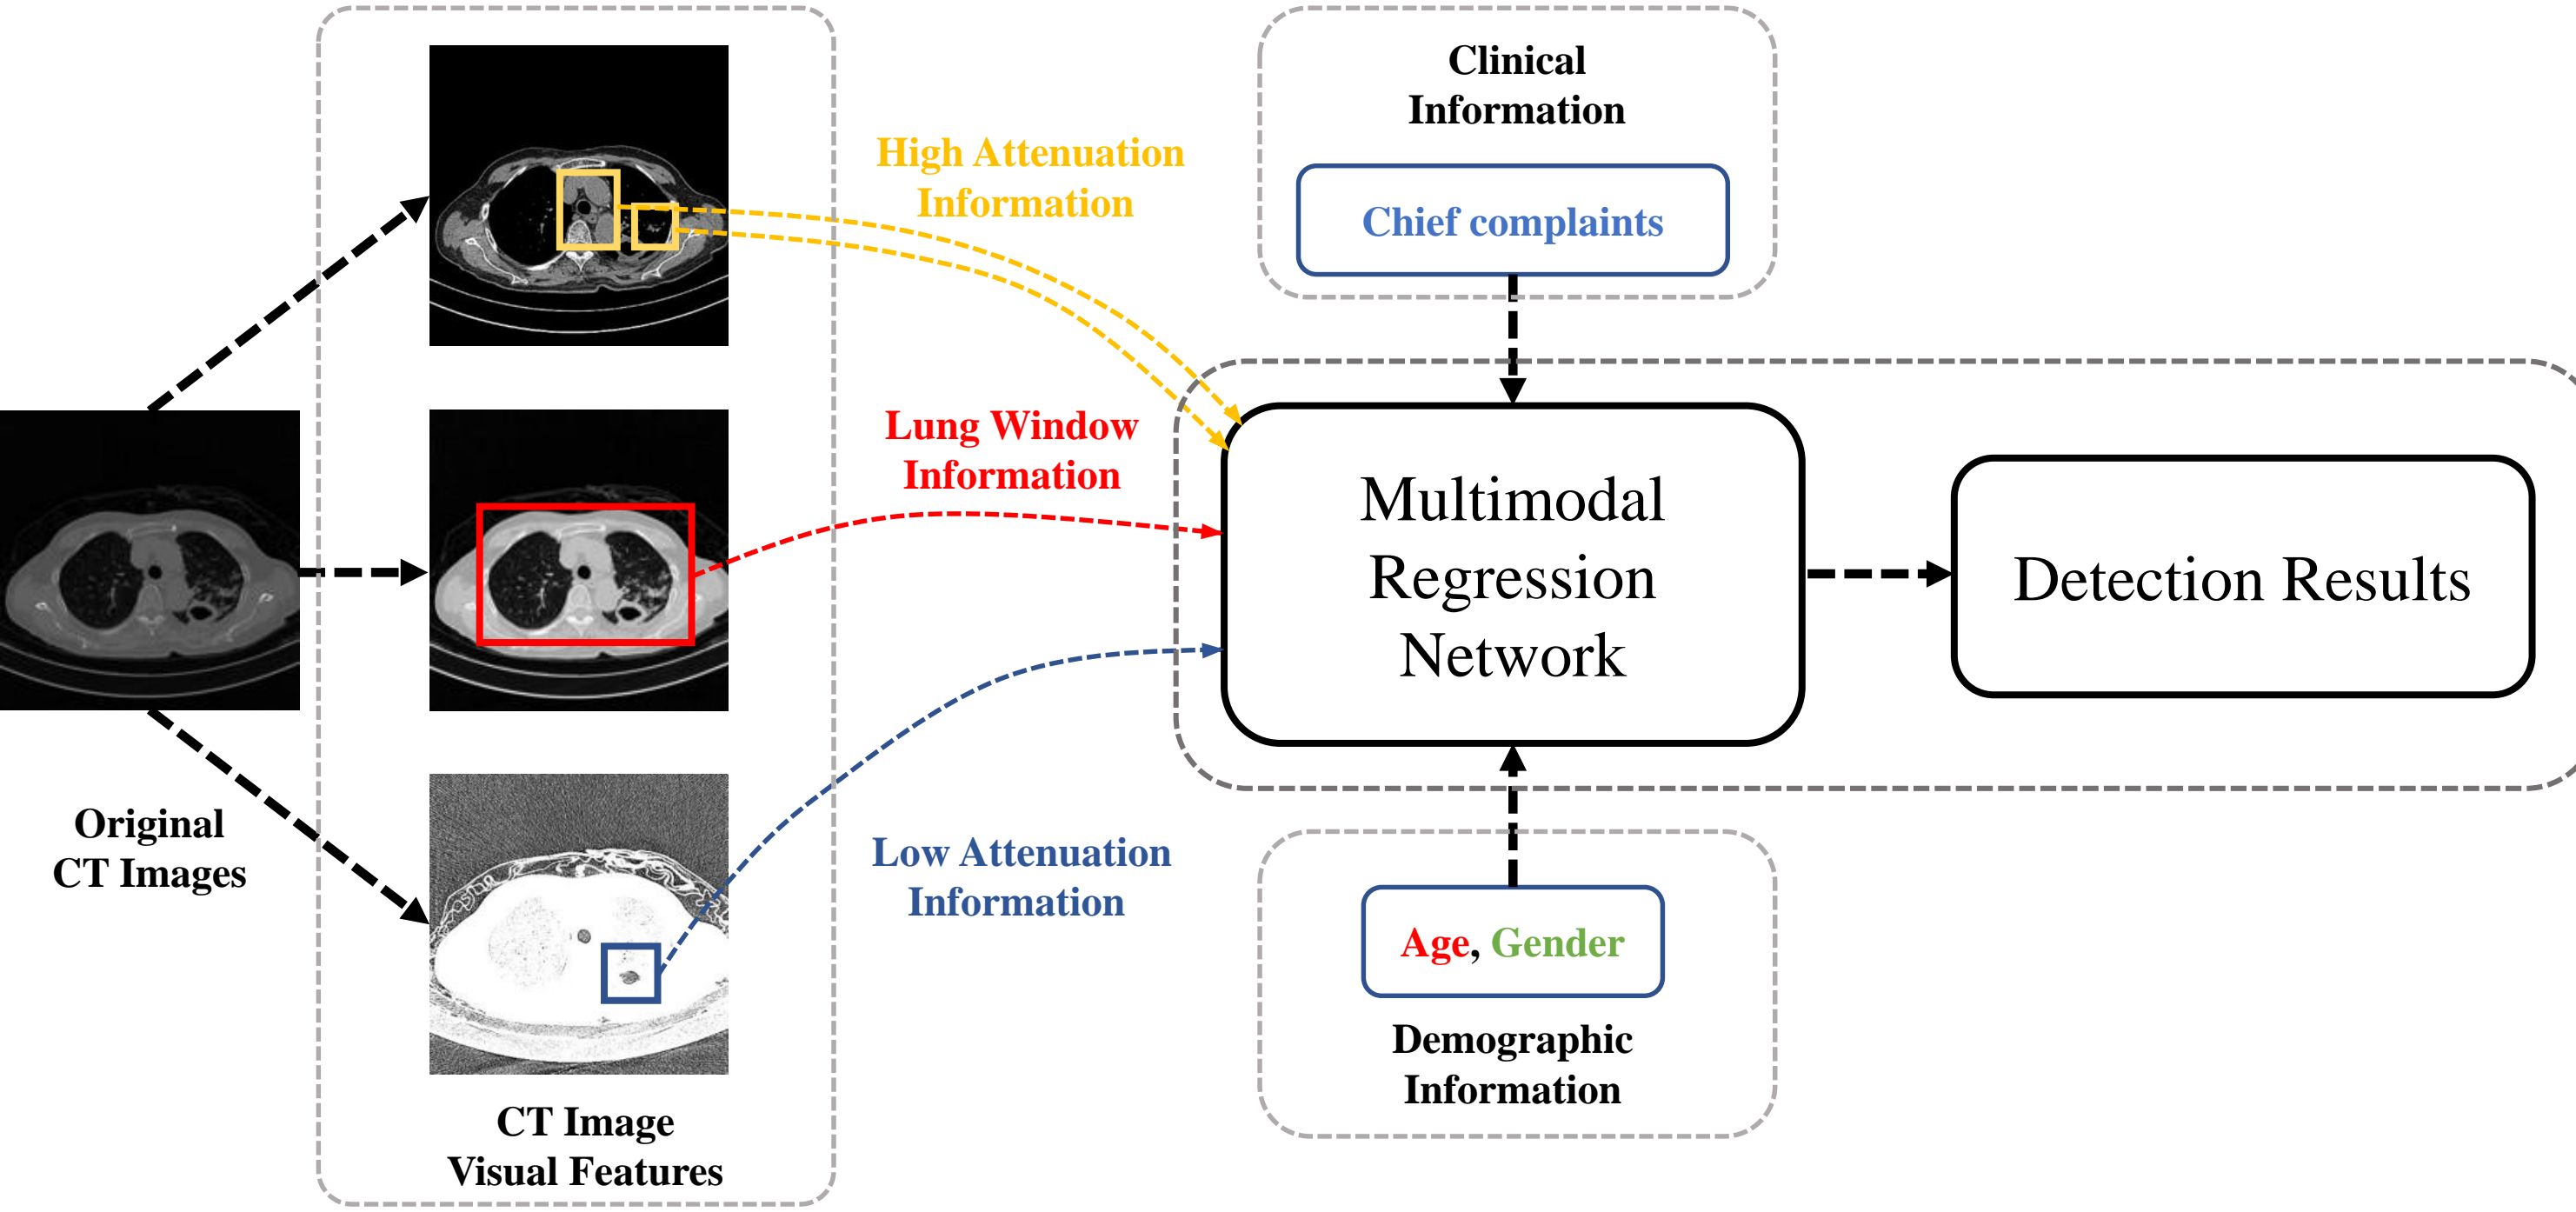 Original
CT Images
CT Image
Visual Features
High Attenuation
Information
Lung Window
Information
Low Attenuation
Information
Clinical
Information
Chief complaints
Multimodal
Regression
Network
Detection Results
Age, Gender
Demographic
Information